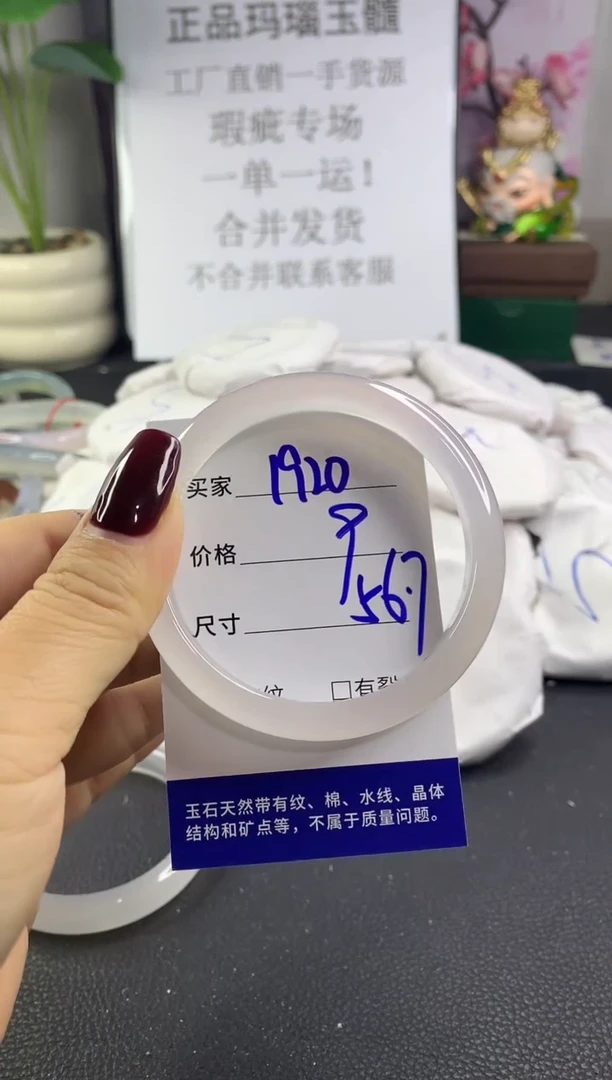 正品玛瑙玉髓
工厂直销一手货源
瑕疵专场
一单一运!
合并发货
不合并联系客服
买家 1920
价格 9
尺寸 56.7
纹 □有裂
玉石天然带有纹、棉、水线、晶体
结构和矿点等，不属于质量问题。